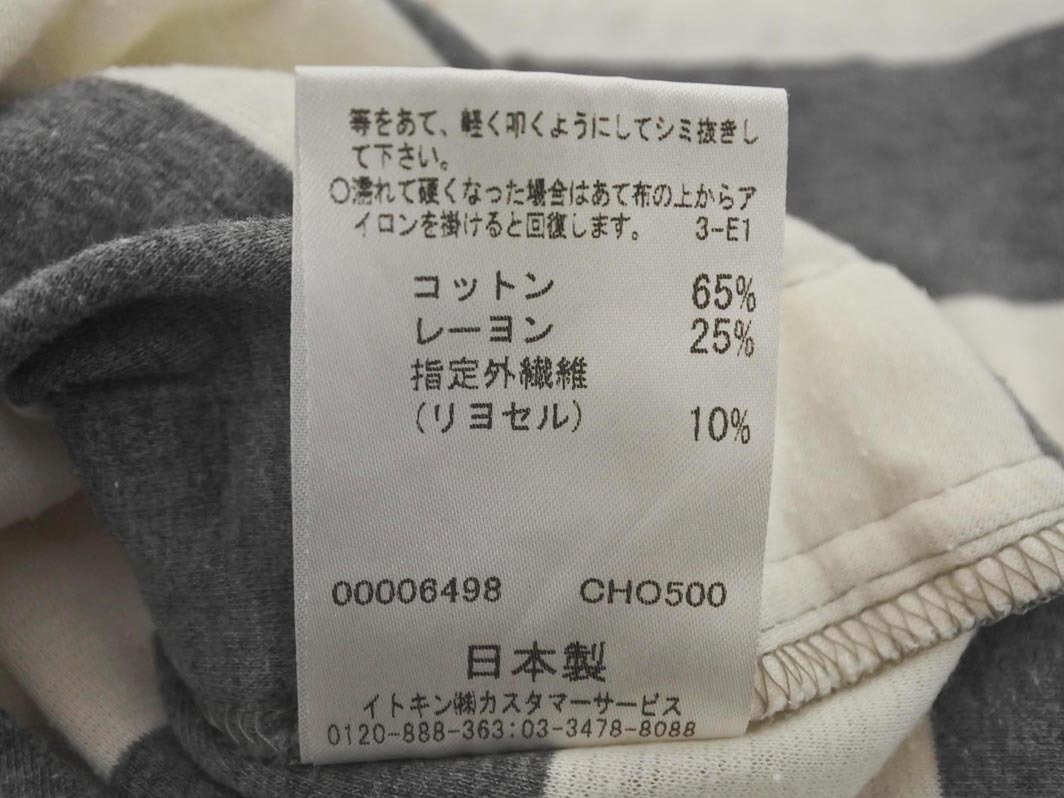 等をあて、軽く叩くようにしてシミ抜きし
て下さい。
○濡れて硬くなった場合はあて布の上からア
イロンを掛けると回復します。 3-E1
コットン 65%
レーヨン 25%
指定外繊維
(リヨセル) 10%
00006498 CHO500
日本製
イトキン㈱カスタマーサービス
0120-888-363:03-3478-8088